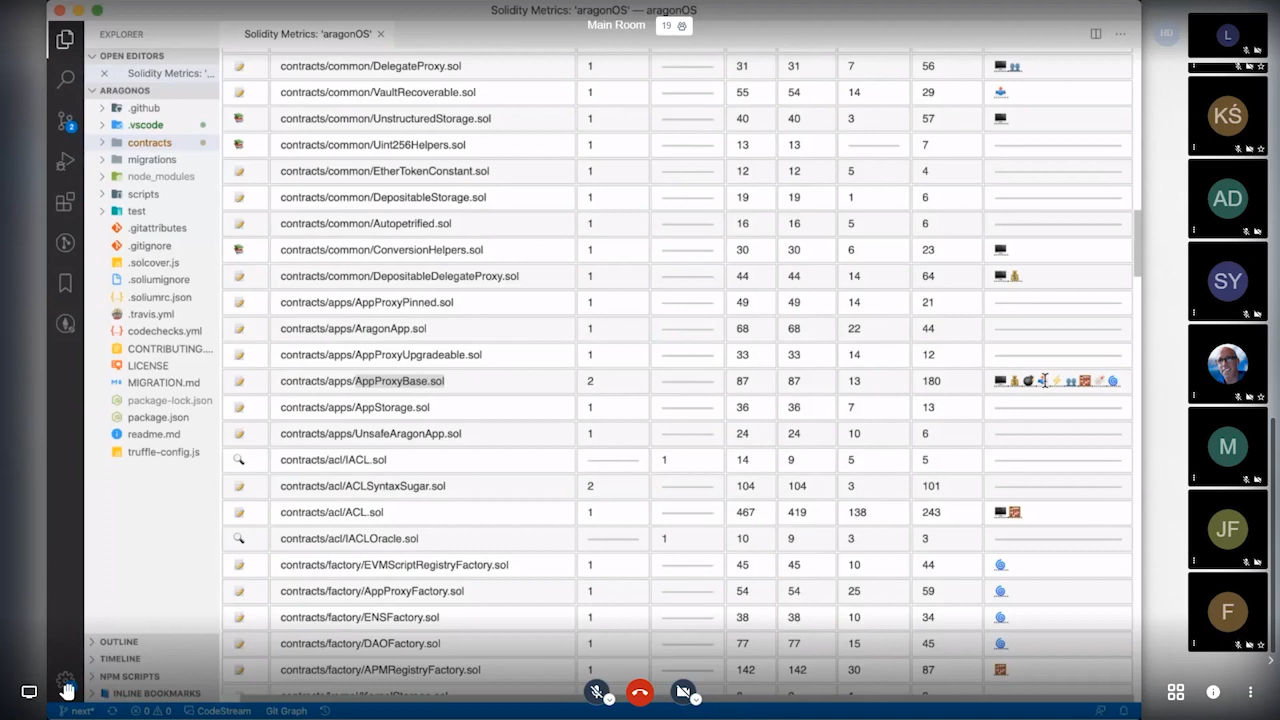 Solidity Metrics: 'aragonOS' — aragonOS
Main Room 19
EXPLORER
Solidity Metrics: 'aragonOS'
OPEN EDITORS
Solidity Metrics: '...
ARAGONOS
.github
.vscode
contracts
migrations
node_modules
scripts
test
.gitattributes
.gitignore
.solcover.js
.soliumignore
.soliumrc.json
.travis.yml
codechecks.yml
CONTRIBUTING....
LICENSE
MIGRATION.md
package-lock.json
package.json
readme.md
truffle-config.js
OUTLINE
TIMELINE
NPM SCRIPTS
INLINE BOOKMARKS
2
contracts/common/DelegateProxy.sol 1 31 31 7 56
contracts/common/VaultRecoverable.sol 1 55 54 14 29
contracts/common/UnstructuredStorage.sol 1 40 40 3 57
contracts/common/Uint256Helpers.sol 1 13 13 7
contracts/common/EtherTokenConstant.sol 1 12 12 5 4
contracts/common/DepositableStorage.sol 1 19 19 1 6
contracts/common/Autopetrified.sol 1 16 16 5 6
contracts/common/ConversionHelpers.sol 1 30 30 6 23
contracts/common/DepositableDelegateProxy.sol 1 44 44 14 64
contracts/apps/AppProxyPinned.sol 1 49 49 14 21
contracts/apps/AragonApp.sol 1 68 68 22 44
contracts/apps/AppProxyUpgradeable.sol 1 33 33 14 12
contracts/apps/AppProxyBase.sol 2 87 87 13 180
contracts/apps/AppStorage.sol 1 36 36 7 13
contracts/apps/UnsafeAragonApp.sol 1 24 24 10 6
contracts/acl/IACL.sol 1 14 9 5 5
contracts/acl/ACLSyntaxSugar.sol 2 104 104 3 101
contracts/acl/ACL.sol 1 467 419 138 243
contracts/acl/IACLOracle.sol 1 10 9 3 3
contracts/factory/EVMScriptRegistryFactory.sol 1 45 45 10 44
contracts/factory/AppProxyFactory.sol 1 54 54 25 59
contracts/factory/ENSFactory.sol 1 38 38 10 34
contracts/factory/DAOFactory.sol 1 77 77 15 45
contracts/factory/APMRegistryFactory.sol 1 142 142 30 87
next* 0 0 CodeStream Git Graph
HD
L
KŚ
AD
SY
M
JF
F